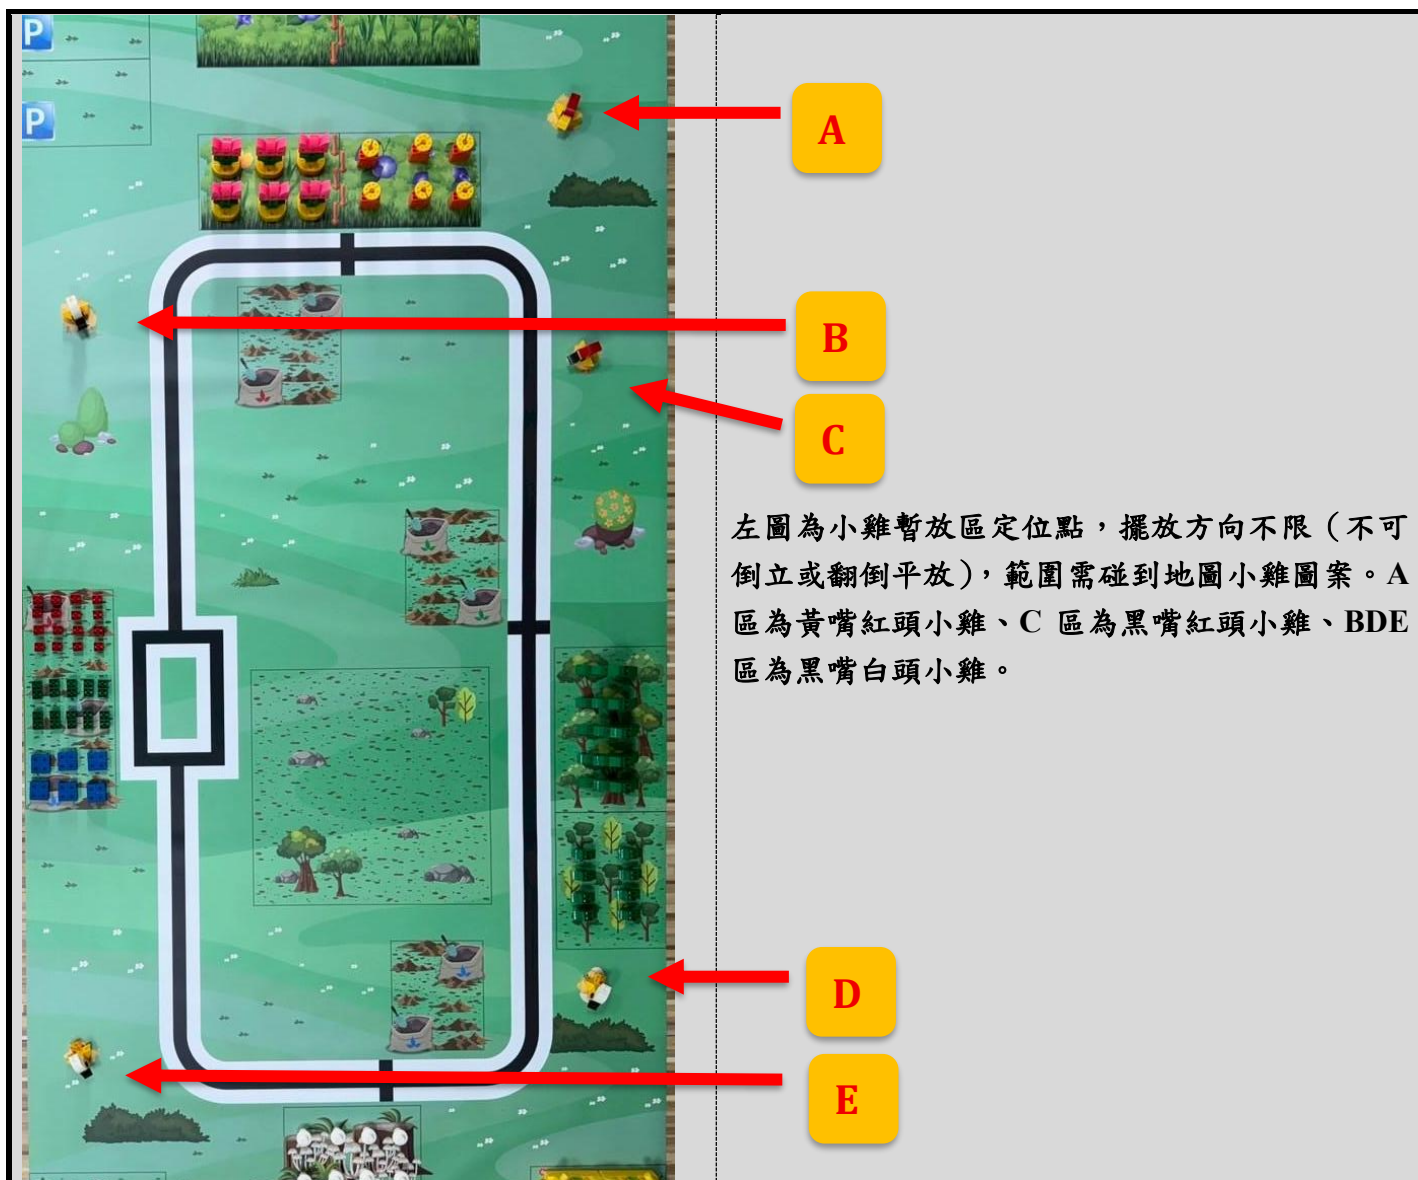 P
P
A
B
C
左圖為小雞暫放區定位點，擺放方向不限（不可
倒立或翻倒平放），範圍需碰到地圖小雞圖案。A
區為黃嘴紅頭小雞、C 區為黑嘴紅頭小雞、BDE
區為黑嘴白頭小雞。
D
E